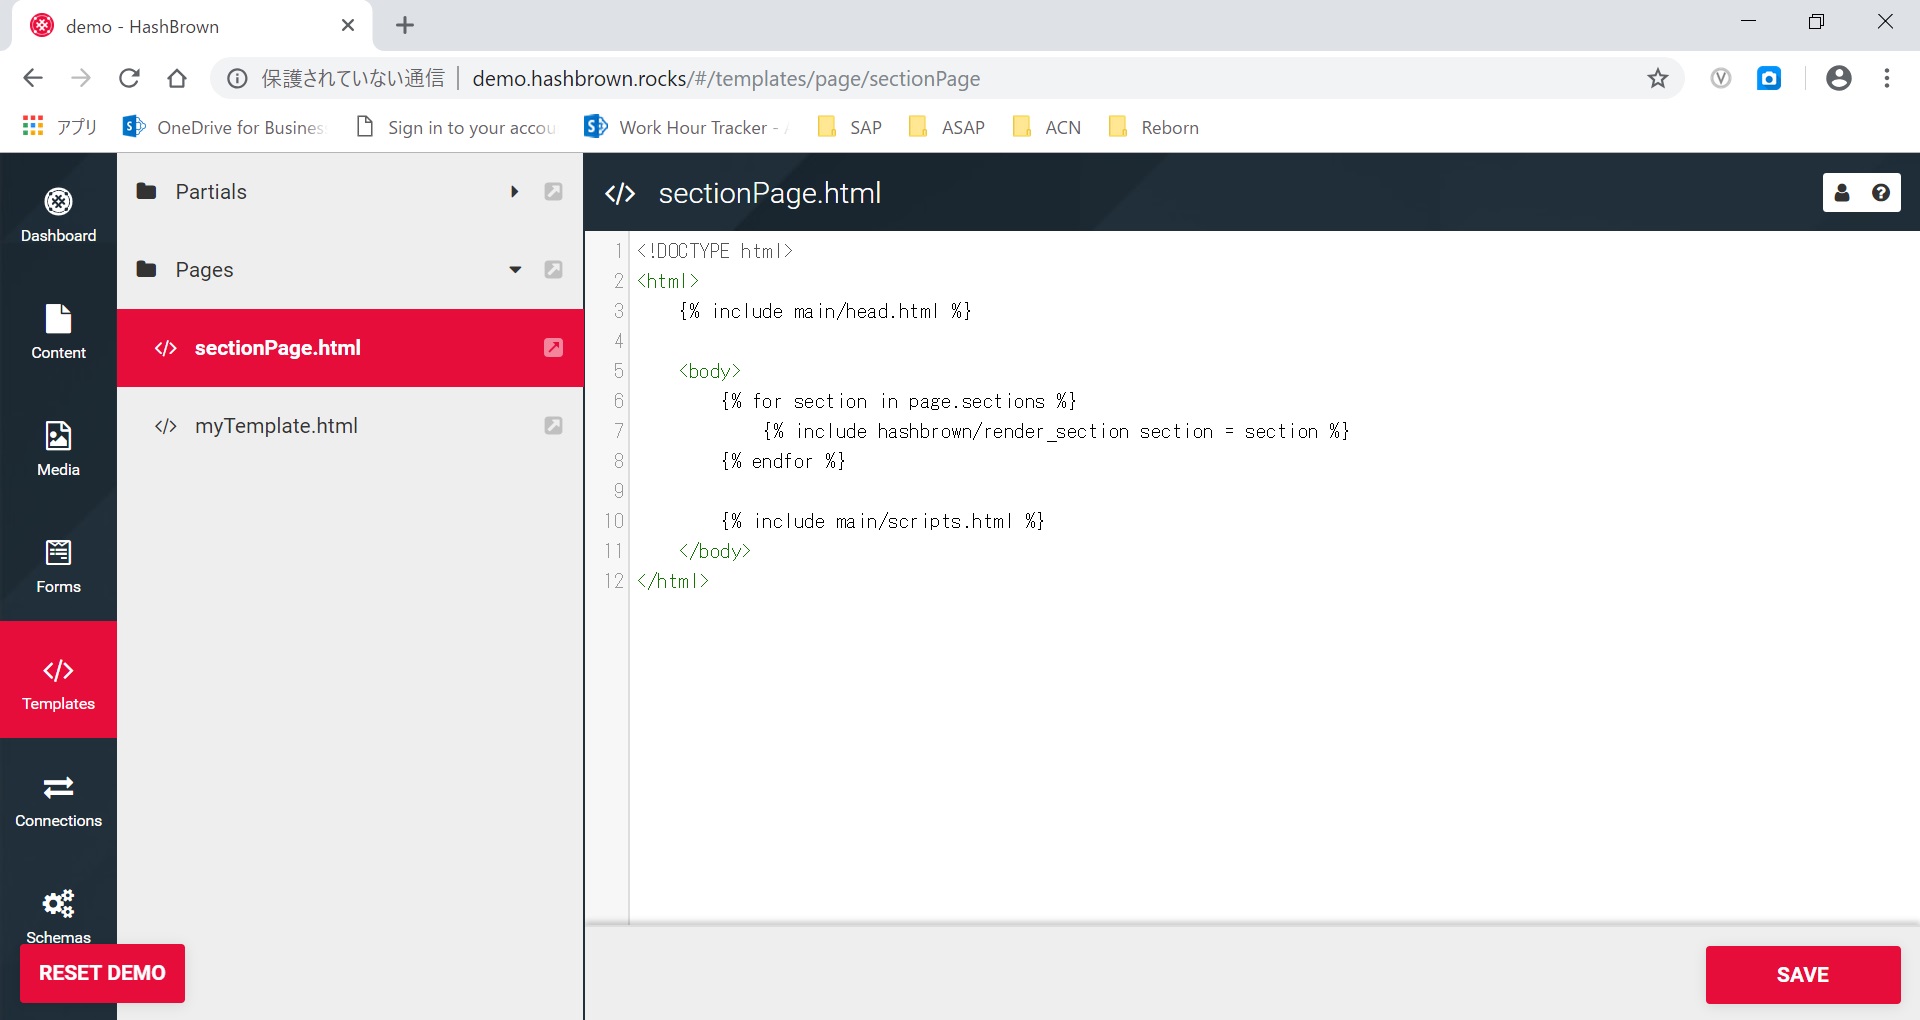 demo - HashBrown
保護されていない通信 demo.hashbrown.rocks/#/templates/page/sectionPage
アプリ OneDrive for Busines Sign in to your accou Work Hour Tracker - SAP ASAP ACN Reborn
Dashboard
Content
Media
Forms
Templates
Connections
Schemas
RESET DEMO
Partials
Pages
sectionPage.html
myTemplate.html
sectionPage.html
1 <!DOCTYPE html>
2 <html>
3 {% include main/head.html %}
4
5 <body>
6 {% for section in page.sections %}
7 {% include hashbrown/render_section section = section %}
8 {% endfor %}
9
10 {% include main/scripts.html %}
11 </body>
12 </html>
SAVE